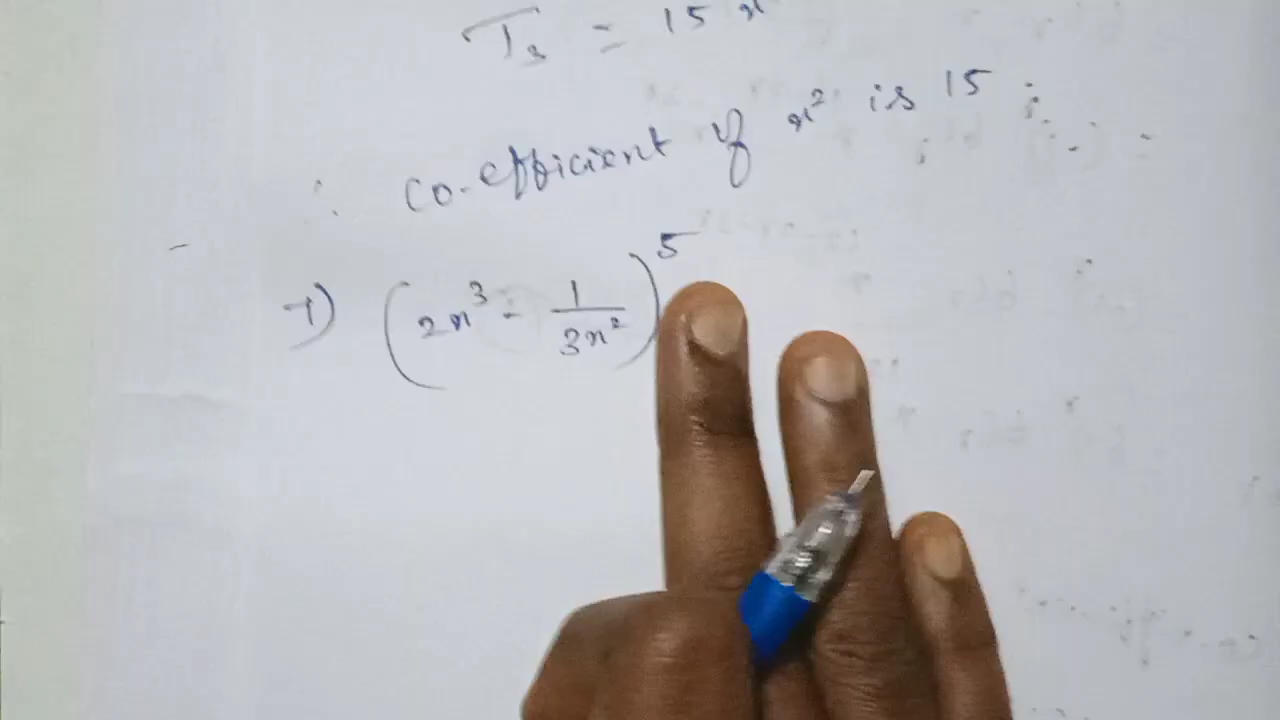 T₃ = 15 x
∴ co-efficient of x² is 15 ;
7) (2x³ - 1/3x²)⁵